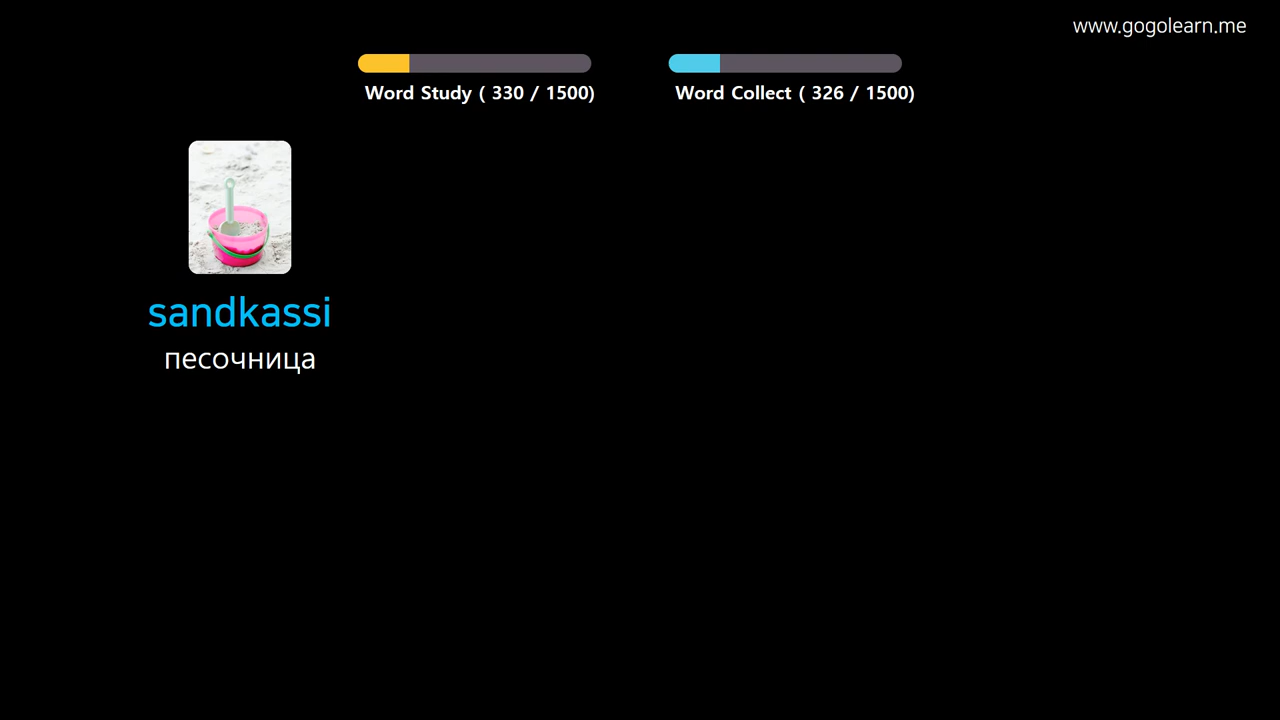 www.gogolearn.me
Word Study ( 330 / 1500)
Word Collect ( 326 / 1500)
sandkassi
песочница